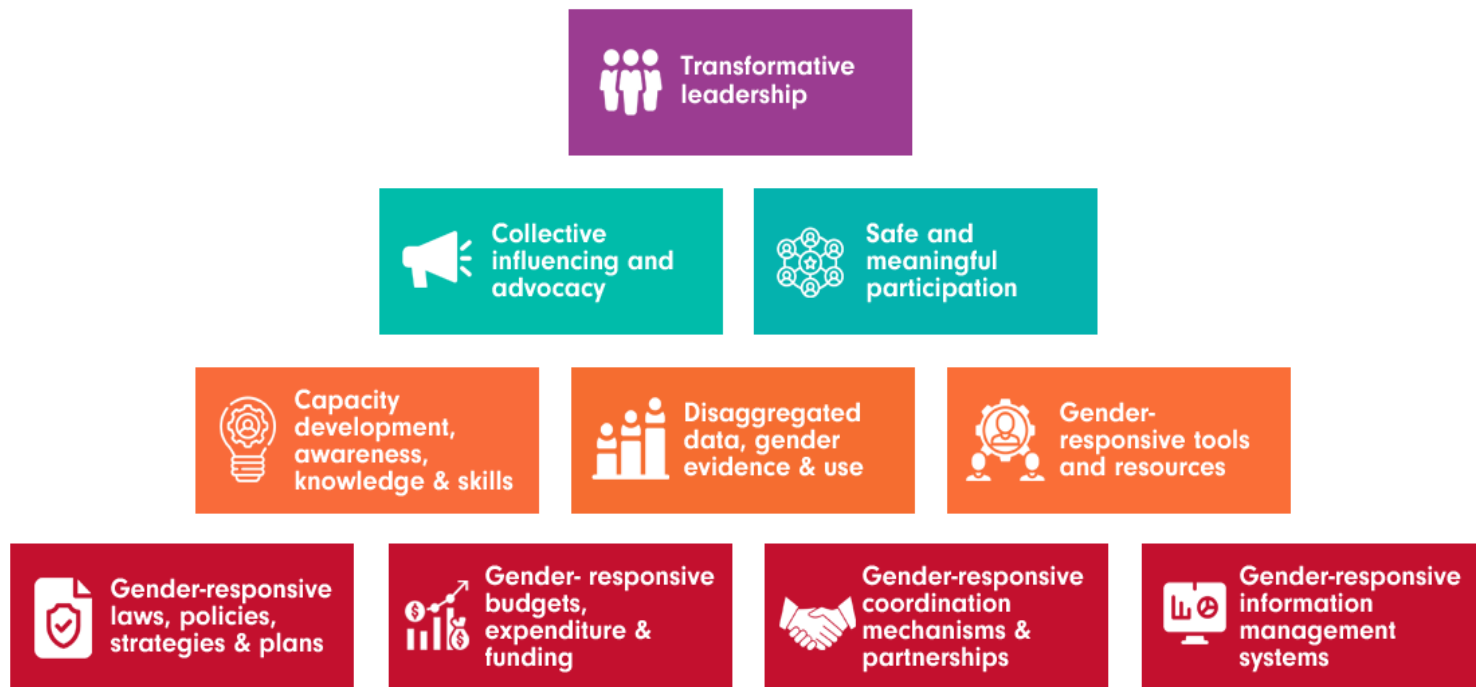 Transformative
leadership
Collective
influencing and
advocacy
Safe and
meaningful
participation
Capacity
development,
awareness,
knowledge & skills
Disaggregated
data, gender
evidence & use
Gender-
responsive tools
and resources
Gender-responsive
laws, policies,
strategies & plans
Gender- responsive
budgets,
expenditure &
funding
Gender-responsive
coordination
mechanisms &
partnerships
Gender-responsive
information
management
systems